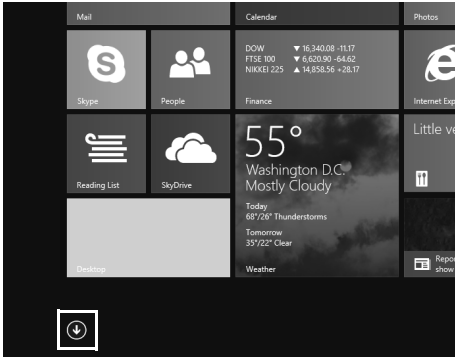 Mail
Calendar
Photos
DOW ▼ 16,340.08 -11.17
FTSE 100 ▼ 6,620.90 -64.62
NIKKEI 225 ▲ 14,858.56 +28.17
Skype
People
Finance
Internet Exp
55°
Washington D.C.
Mostly Cloudy
Today
68°/26° Thunderstorms
Tomorrow
35°/22° Clear
Weather
Little ve
Reading List
SkyDrive
Desktop
Repor
show